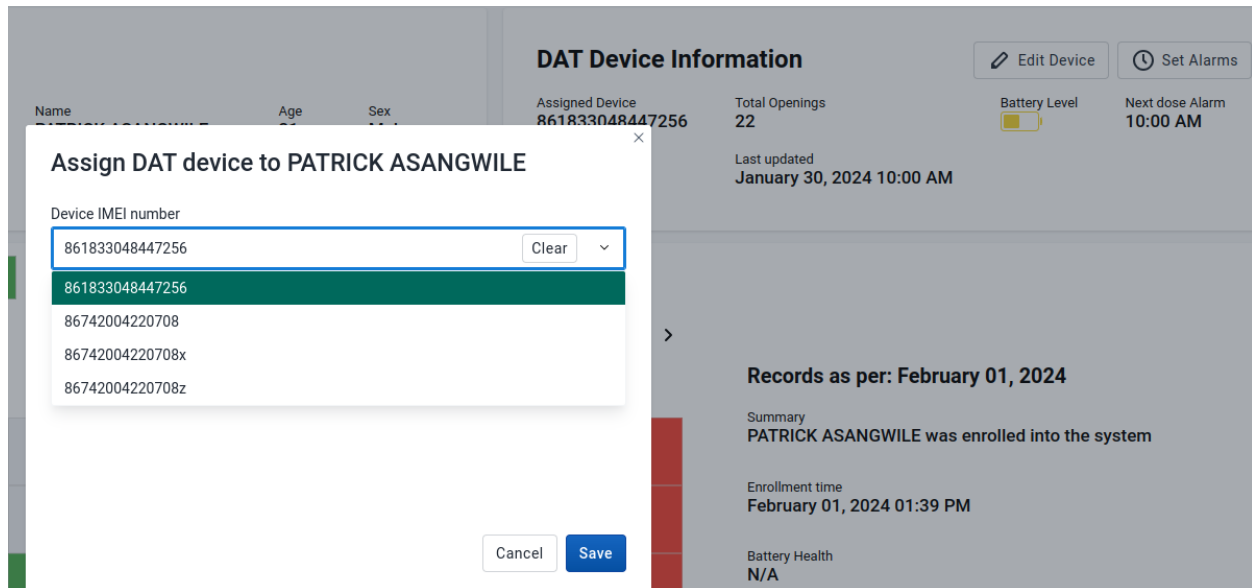 DAT Device Information
Edit Device
Set Alarms
Name
Age
Sex
Assigned Device
861833048447256
Total Openings
22
Battery Level
Next dose Alarm
10:00 AM
Last updated
January 30, 2024 10:00 AM
Assign DAT device to PATRICK ASANGWILE
Device IMEI number
861833048447256
Clear
861833048447256
86742004220708
86742004220708x
86742004220708z
Cancel
Save
Records as per: February 01, 2024
Summary
PATRICK ASANGWILE was enrolled into the system
Enrollment time
February 01, 2024 01:39 PM
Battery Health
N/A